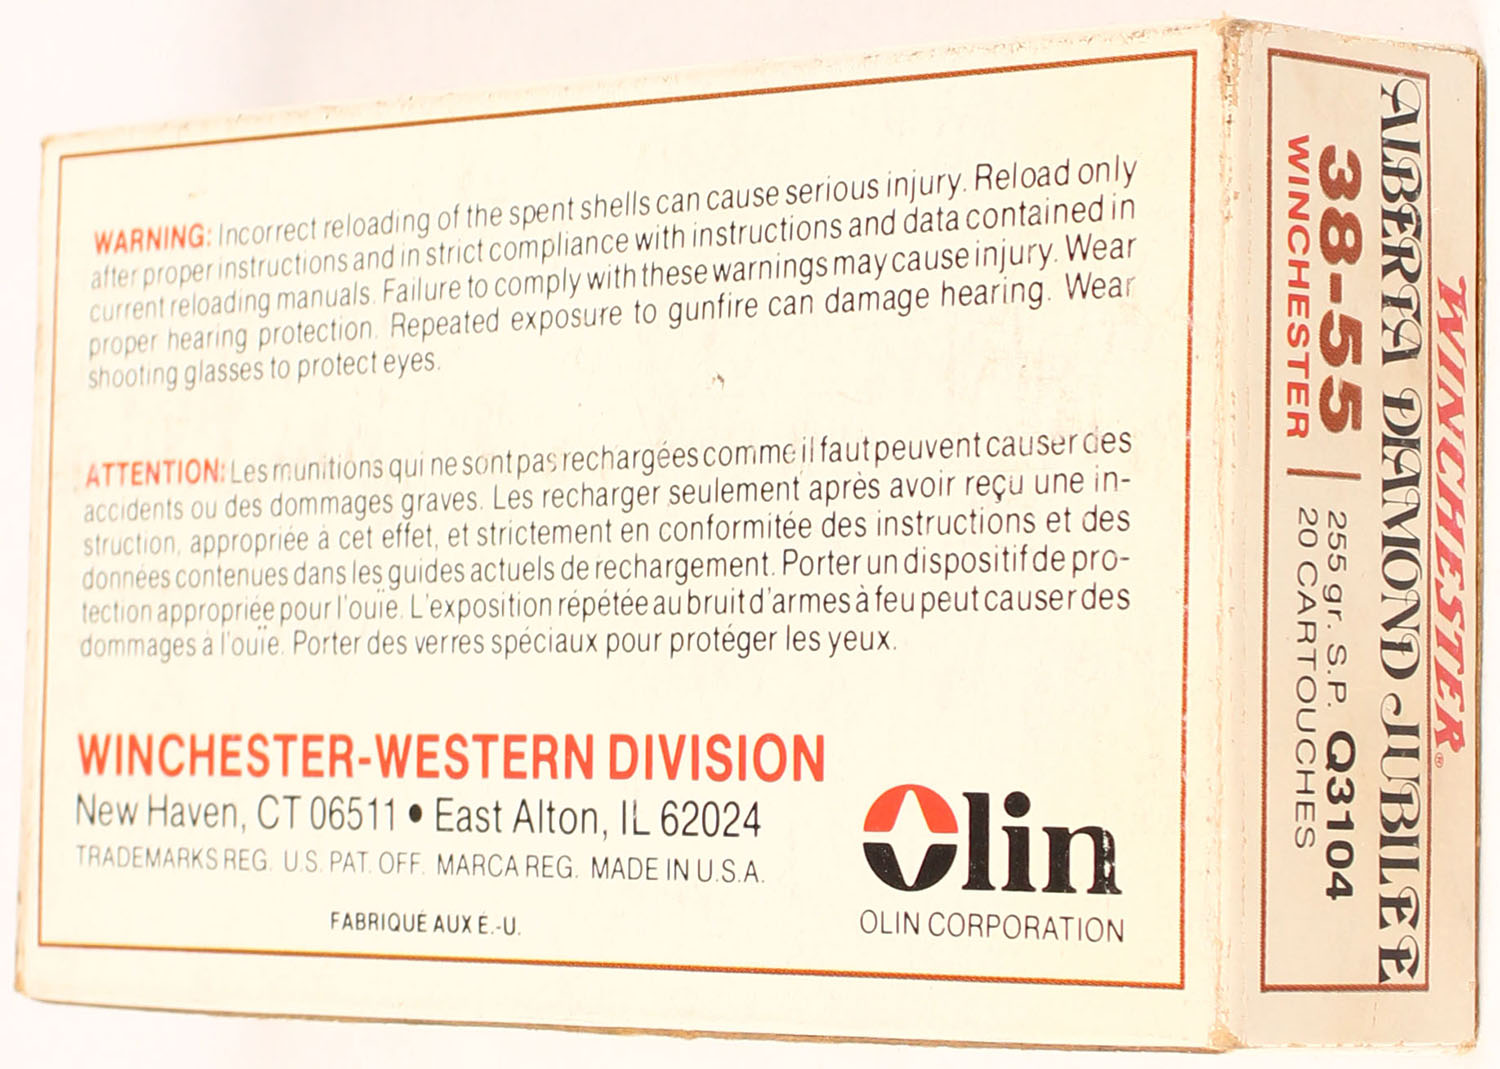 WARNING: Incorrect reloading of the spent shells can cause serious injury. Reload only
after proper instructions and in strict compliance with instructions and data contained in
current reloading manuals. Failure to comply with these warnings may cause injury. Wear
proper hearing protection. Repeated exposure to gunfire can damage hearing. Wear
shooting glasses to protect eyes.
ATTENTION: Les munitions qui ne sont pas rechargées comme il faut peuvent causer des
accidents ou des dommages graves. Les recharger seulement après avoir reçu une in-
struction, appropriée à cet effet, et strictement en conformitée des instructions et des
données contenues dans les guides actuels de rechargement. Porter un dispositif de pro-
tection appropriée pour l'ouïe. L'exposition répétée au bruit d'armes à feu peut causer des
dommages à l'ouïe. Porter des verres spéciaux pour protéger les yeux.
WINCHESTER-WESTERN DIVISION
New Haven, CT 06511 • East Alton, IL 62024
TRADEMARKS REG. U.S. PAT. OFF. MARCA REG. MADE IN U.S.A.
FABRIQUÉ AUX É.-U.
Olin
OLIN CORPORATION
WINCHESTER®
ALBERTA DIAMOND JUBILEE
38-55
WINCHESTER
255 gr. S.P. Q3104
20 CARTOUCHES